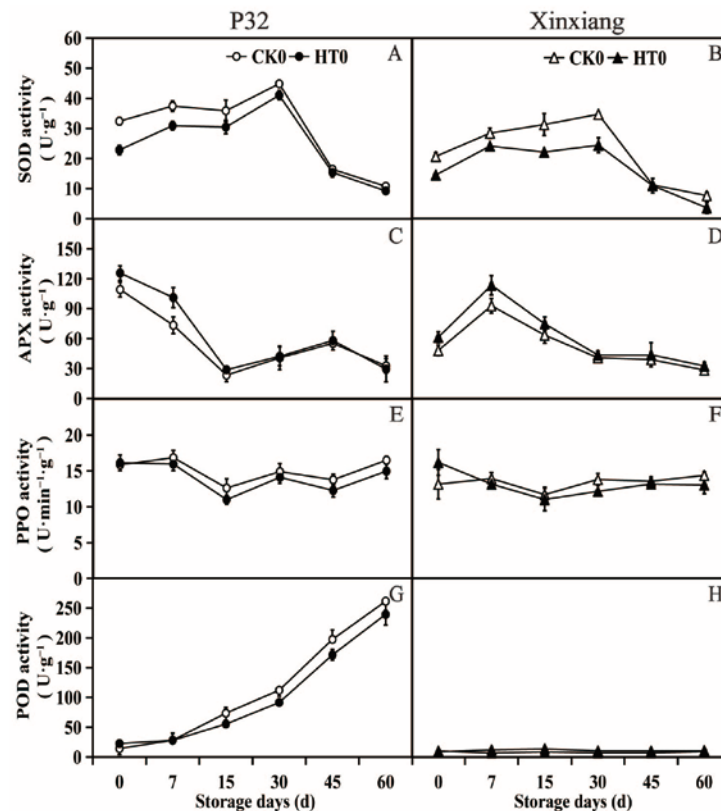 P32 Xinxiang
60 CK0 HT0 A CK0 HT0 B
50
40
30
20
10
0
SOD activity
( U·g⁻¹)
150 C D
120
90
60
30
0
APX activity
( U·g⁻¹)
20 E F
15
10
5
0
PPO activity
( U·min⁻¹·g⁻¹)
250 G H
200
150
100
50
0
POD activity
( U·g⁻¹)
0 7 15 30 45 60 0 7 15 30 45 60
Storage days (d) Storage days (d)